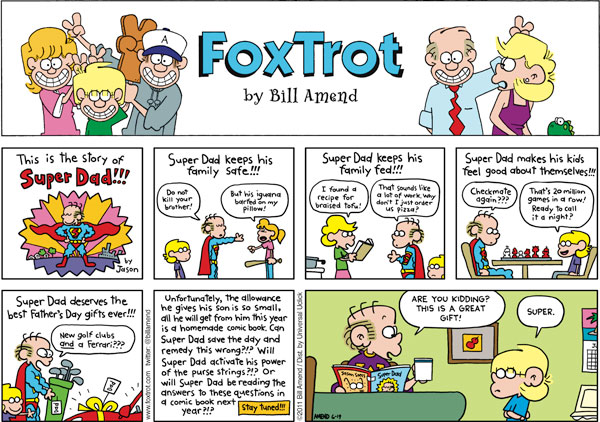 A
FoxTrot
by Bill Amend
This is the story of
Super Dad!!!
by
Jason
Super Dad keeps his
family safe!!!
Do not
kill your
brother!
But his iguana
barfed on my
pillow!
Super Dad keeps his
family fed!!!
I found a
recipe for
braised tofu!
That sounds like
a lot of work. Why
don't I just order
us pizza?
Super Dad makes his kids
feel good about themselves!!!
Checkmate
again???
That's 20 million
games in a row!
Ready to call
it a night?
Super Dad deserves the
best Father's Day gifts ever!!!
New golf clubs
and a Ferrari???
www.foxtrot.com twitter: @billamend
Unfortunately, the allowance
he gives his son is so small,
all he will get from him this year
is a homemade comic book. Can
Super Dad save the day and
remedy this wrong?!? Will
Super Dad activate his power
of the purse strings?!? Or
will Super Dad be reading the
answers to these questions in
a comic book next
year?!?
Stay tuned!!!
©2011 Bill Amend / Dist. by Universal Uclick
ARE YOU KIDDING?
THIS IS A GREAT
GIFT!
Super Dad
SUPER.
AMEND 6-19